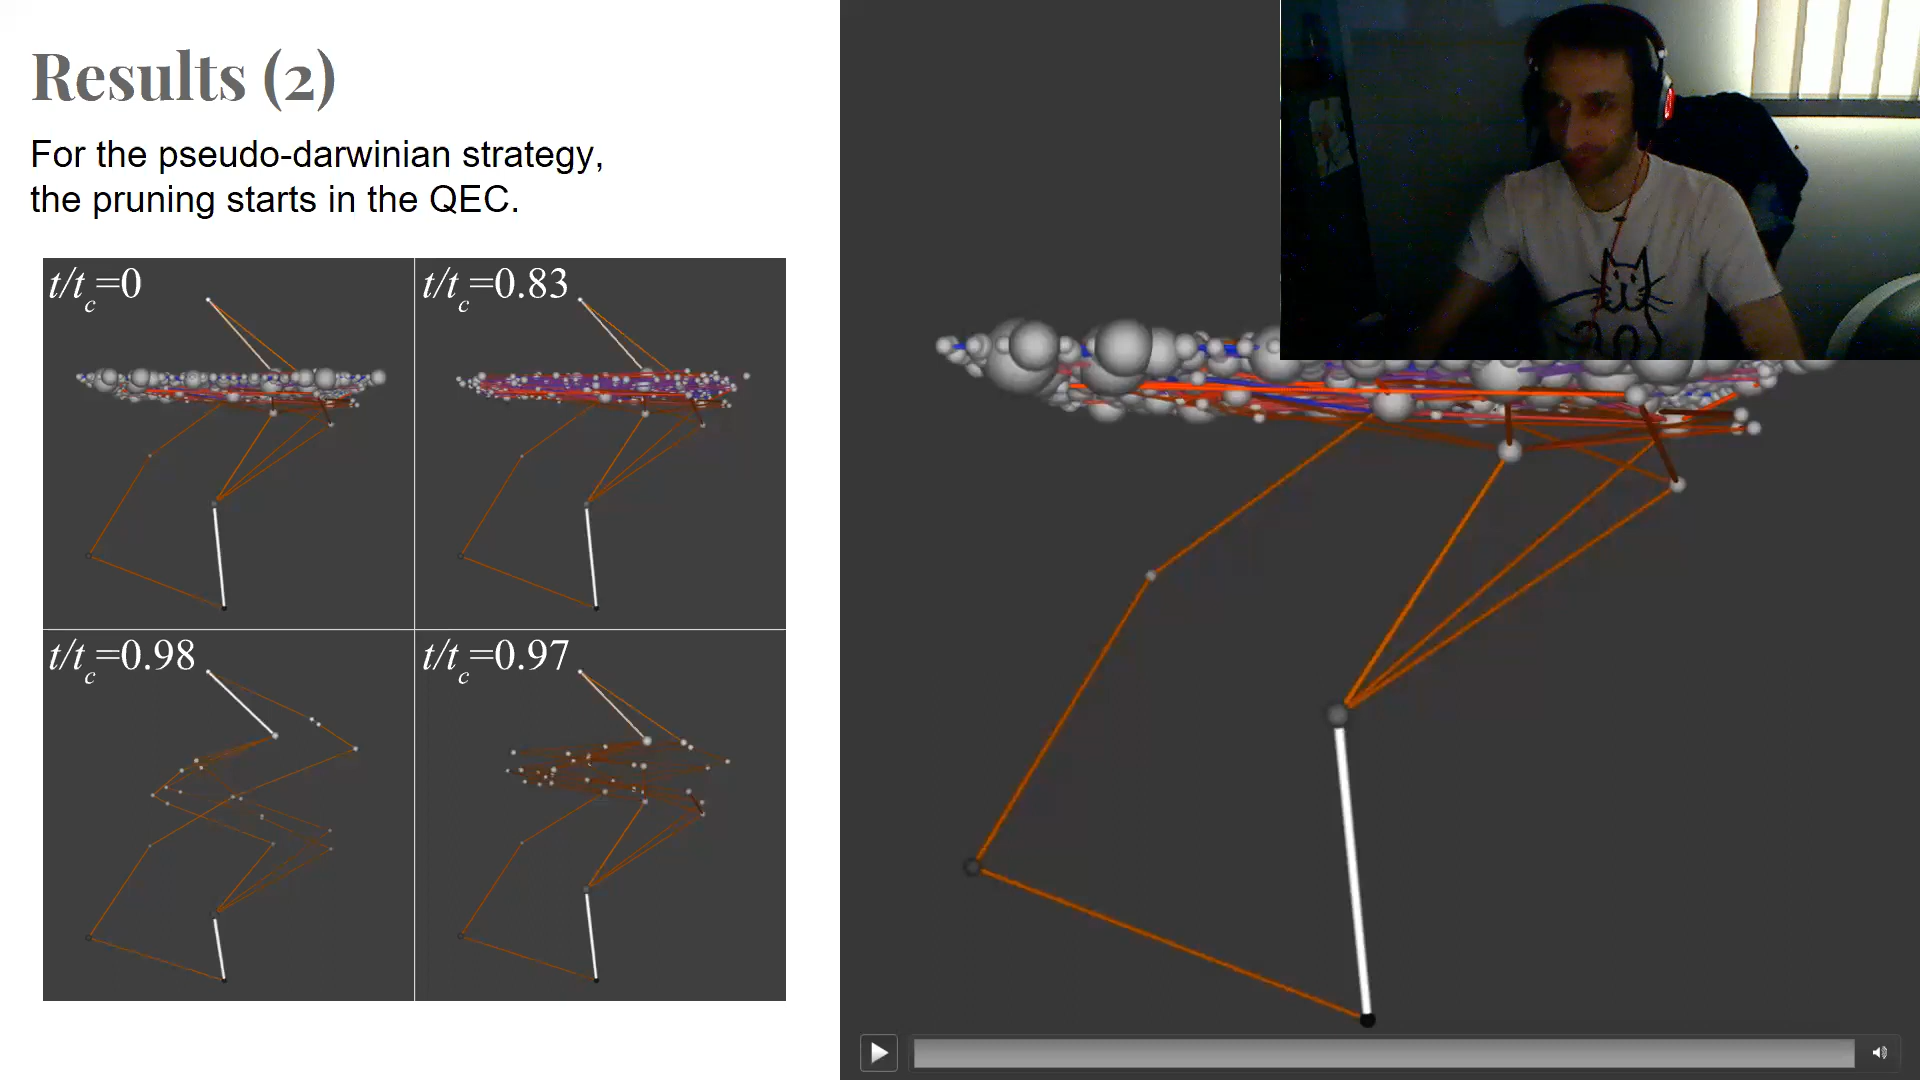 Results (2)
For the pseudo-darwinian strategy,
the pruning starts in the QEC.
t/tc=0
t/tc=0.83
t/tc=0.98
t/tc=0.97